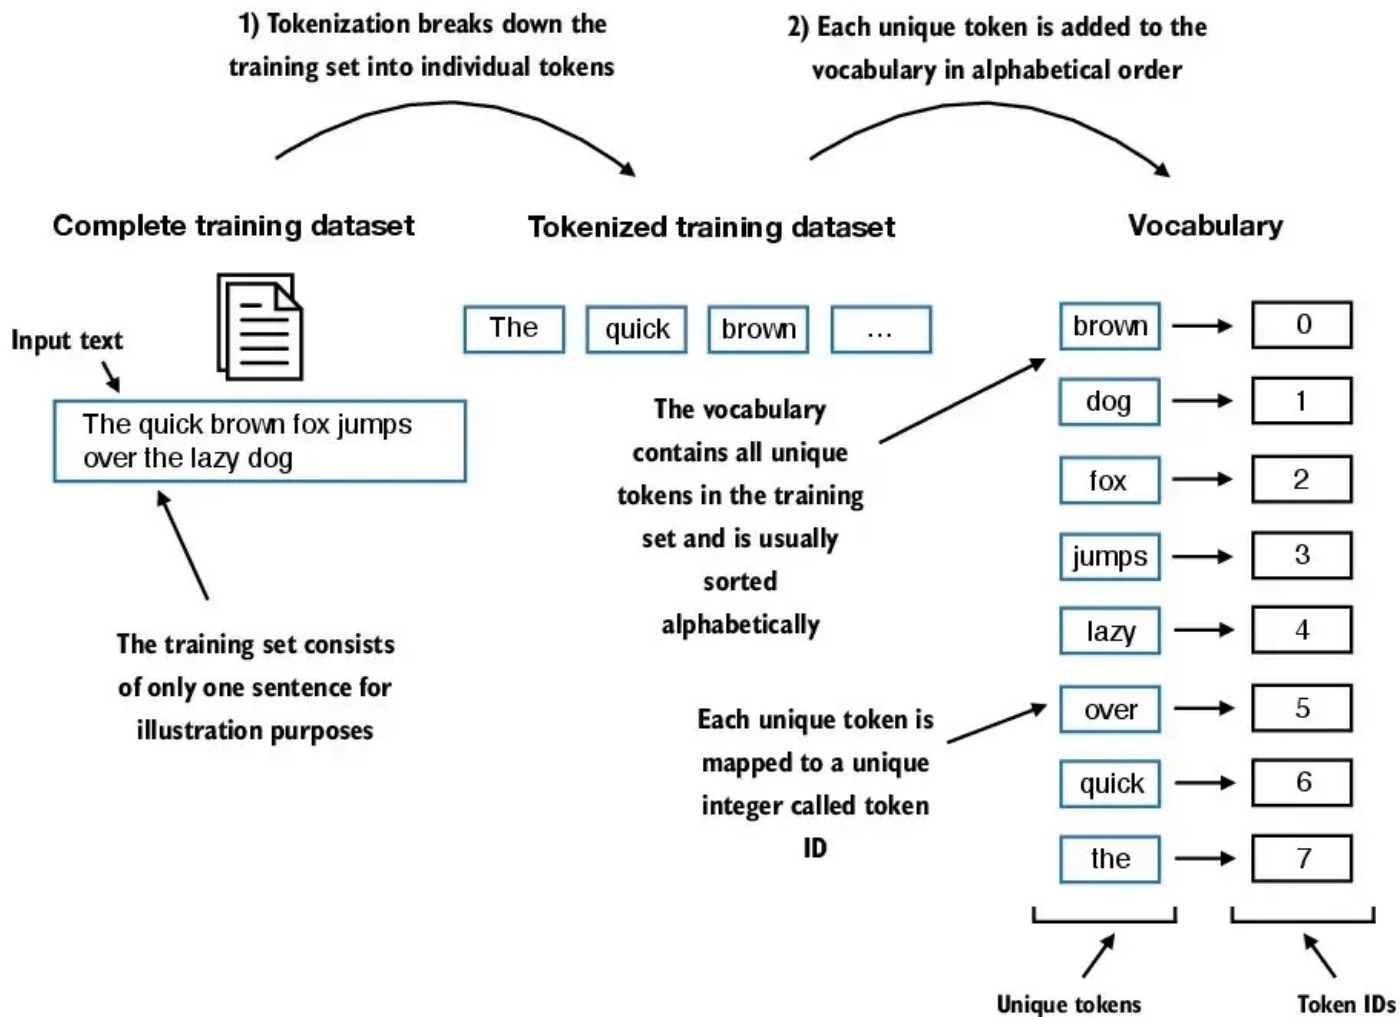 1) Tokenization breaks down the
training set into individual tokens
2) Each unique token is added to the
vocabulary in alphabetical order
Complete training dataset
Tokenized training dataset
Vocabulary
Input text
The quick brown fox jumps
over the lazy dog
The training set consists
of only one sentence for
illustration purposes
The
quick
brown
...
The vocabulary
contains all unique
tokens in the training
set and is usually
sorted
alphabetically
Each unique token is
mapped to a unique
integer called token
ID
brown 0
dog 1
fox 2
jumps 3
lazy 4
over 5
quick 6
the 7
Unique tokens
Token IDs